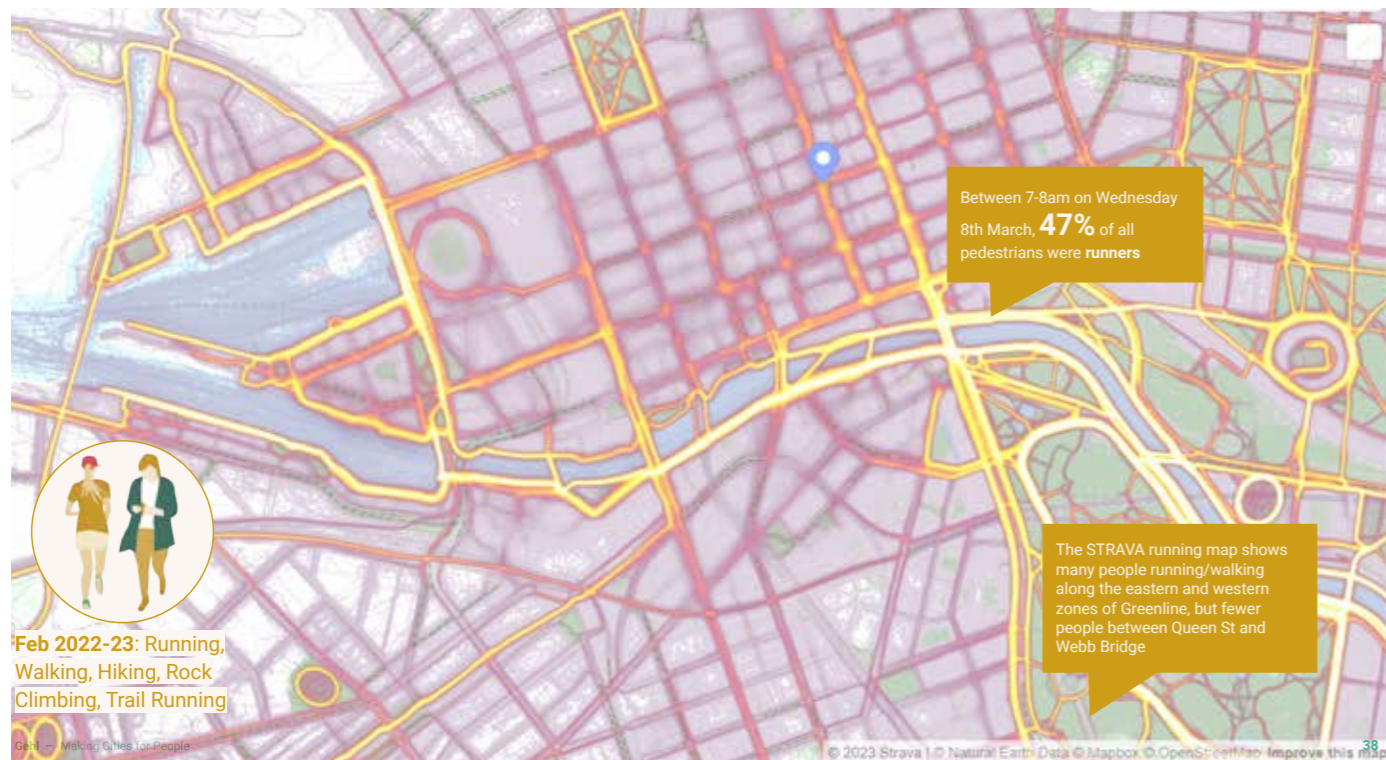 Between 7-8am on Wednesday
8th March, 47% of all
pedestrians were runners
The STRAVA running map shows
many people running/walking
along the eastern and western
zones of Greenline, but fewer
people between Queen St and
Webb Bridge
Feb 2022-23: Running,
Walking, Hiking, Rock
Climbing, Trail Running
Gehl — Making Cities for People
38
© 2023 Strava | © Natural Earth Data © Mapbox © OpenStreetMap Improve this map